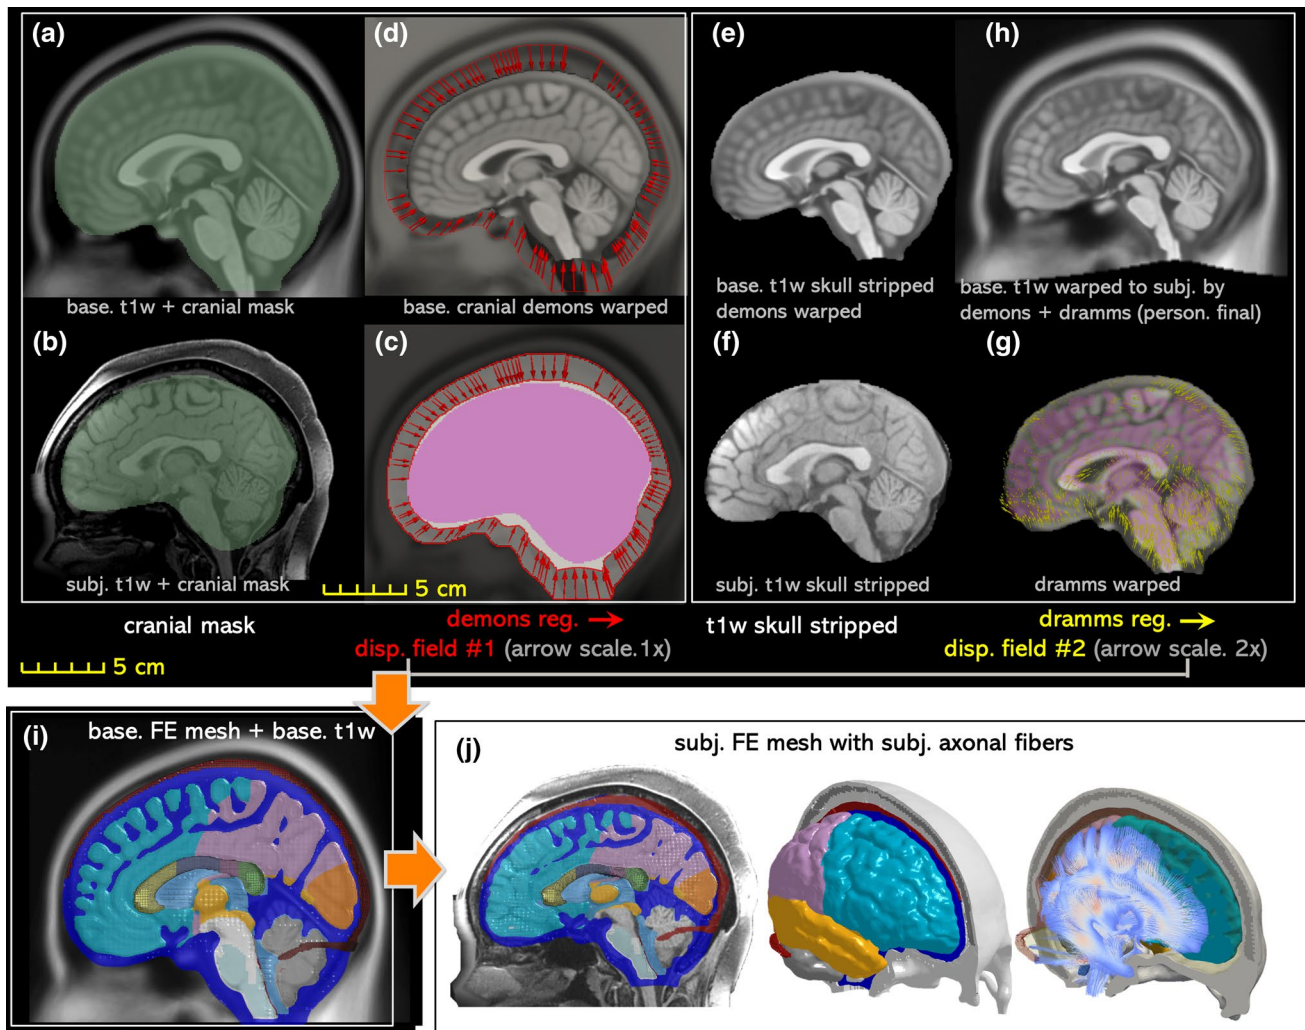 (a)
(d)
(e)
(h)
base. t1w + cranial mask
base. cranial demons warped
base. t1w skull stripped
demons warped
base. t1w warped to subj. by
demons + dramms (person. final)
(b)
(c)
(f)
(g)
subj. t1w + cranial mask
5 cm
subj. t1w skull stripped
dramms warped
cranial mask
demons reg.
t1w skull stripped
dramms reg.
disp. field #1 (arrow scale.1x)
disp. field #2 (arrow scale. 2x)
5 cm
(i)
base. FE mesh + base. t1w
(j)
subj. FE mesh with subj. axonal fibers